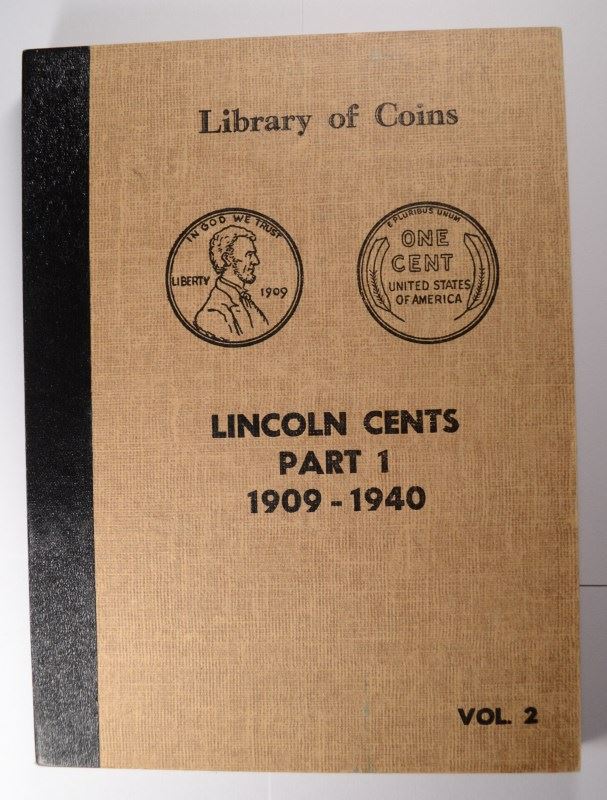 Library of Coins
IN GOD WE TRUST
LIBERTY
1909
E PLURIBUS UNUM
ONE
CENT
UNITED STATES
OF AMERICA
LINCOLN CENTS
PART 1
1909 - 1940
VOL. 2